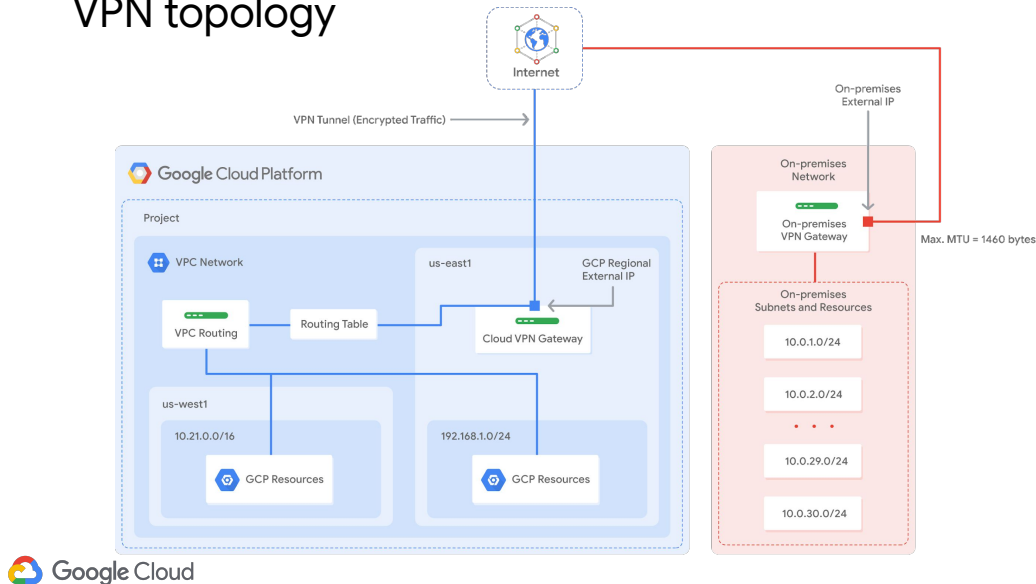 VPN topology
Internet
On-premises
External IP
VPN Tunnel (Encrypted Traffic)
Google Cloud Platform
Project
VPC Network
us-east1
GCP Regional
External IP
VPC Routing
Routing Table
Cloud VPN Gateway
us-west1
10.21.0.0/16
GCP Resources
192.168.1.0/24
GCP Resources
On-premises
Network
On-premises
VPN Gateway
Max. MTU = 1460 bytes
On-premises
Subnets and Resources
10.0.1.0/24
10.0.2.0/24
10.0.29.0/24
10.0.30.0/24
Google Cloud